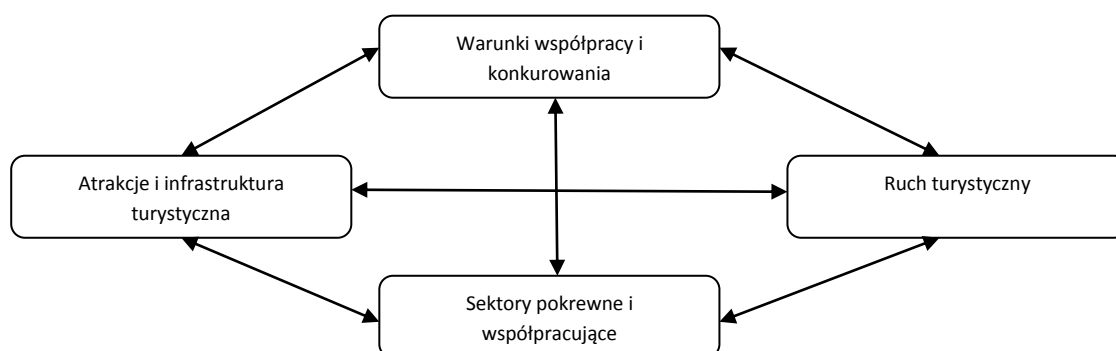 Warunki współpracy i
konkurowania
Atrakcje i infrastruktura
turystyczna
Ruch turystyczny
Sektory pokrewne i
współpracujące